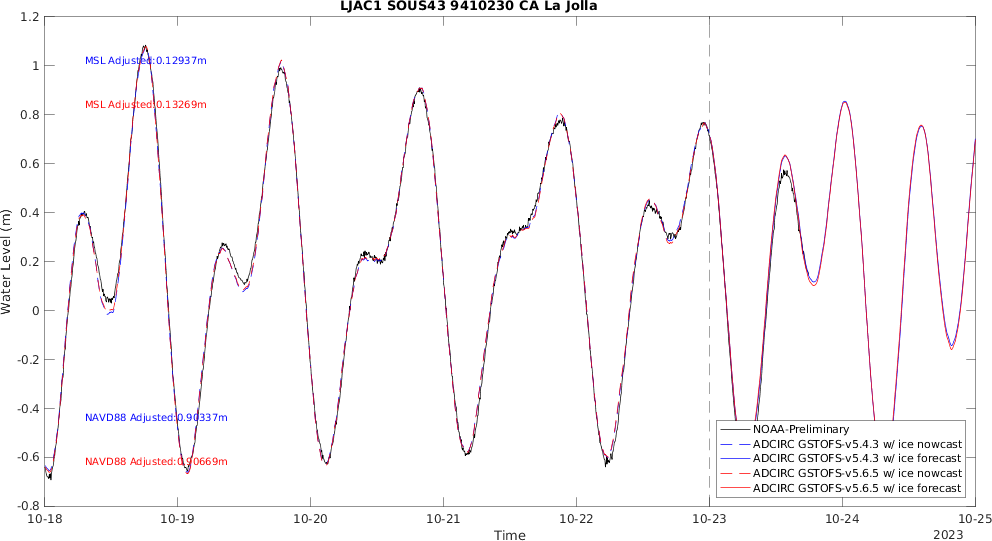 LJAC1 SOUS43 9410230 CA La Jolla
1.2
1
0.8
0.6
0.4
0.2
0
-0.2
-0.4
-0.6
-0.8
Water Level (m)
MSL Adjusted:0.12937m
MSL Adjusted:0.13269m
NAVD88 Adjusted:0.90337m
NAVD88 Adjusted:0.90669m
NOAA-Preliminary
ADCIRC GSTOFS-v5.4.3 w/ ice nowcast
ADCIRC GSTOFS-v5.4.3 w/ ice forecast
ADCIRC GSTOFS-v5.6.5 w/ ice nowcast
ADCIRC GSTOFS-v5.6.5 w/ ice forecast
10-18 10-19 10-20 10-21 10-22 10-23 10-24 10-25
Time
2023